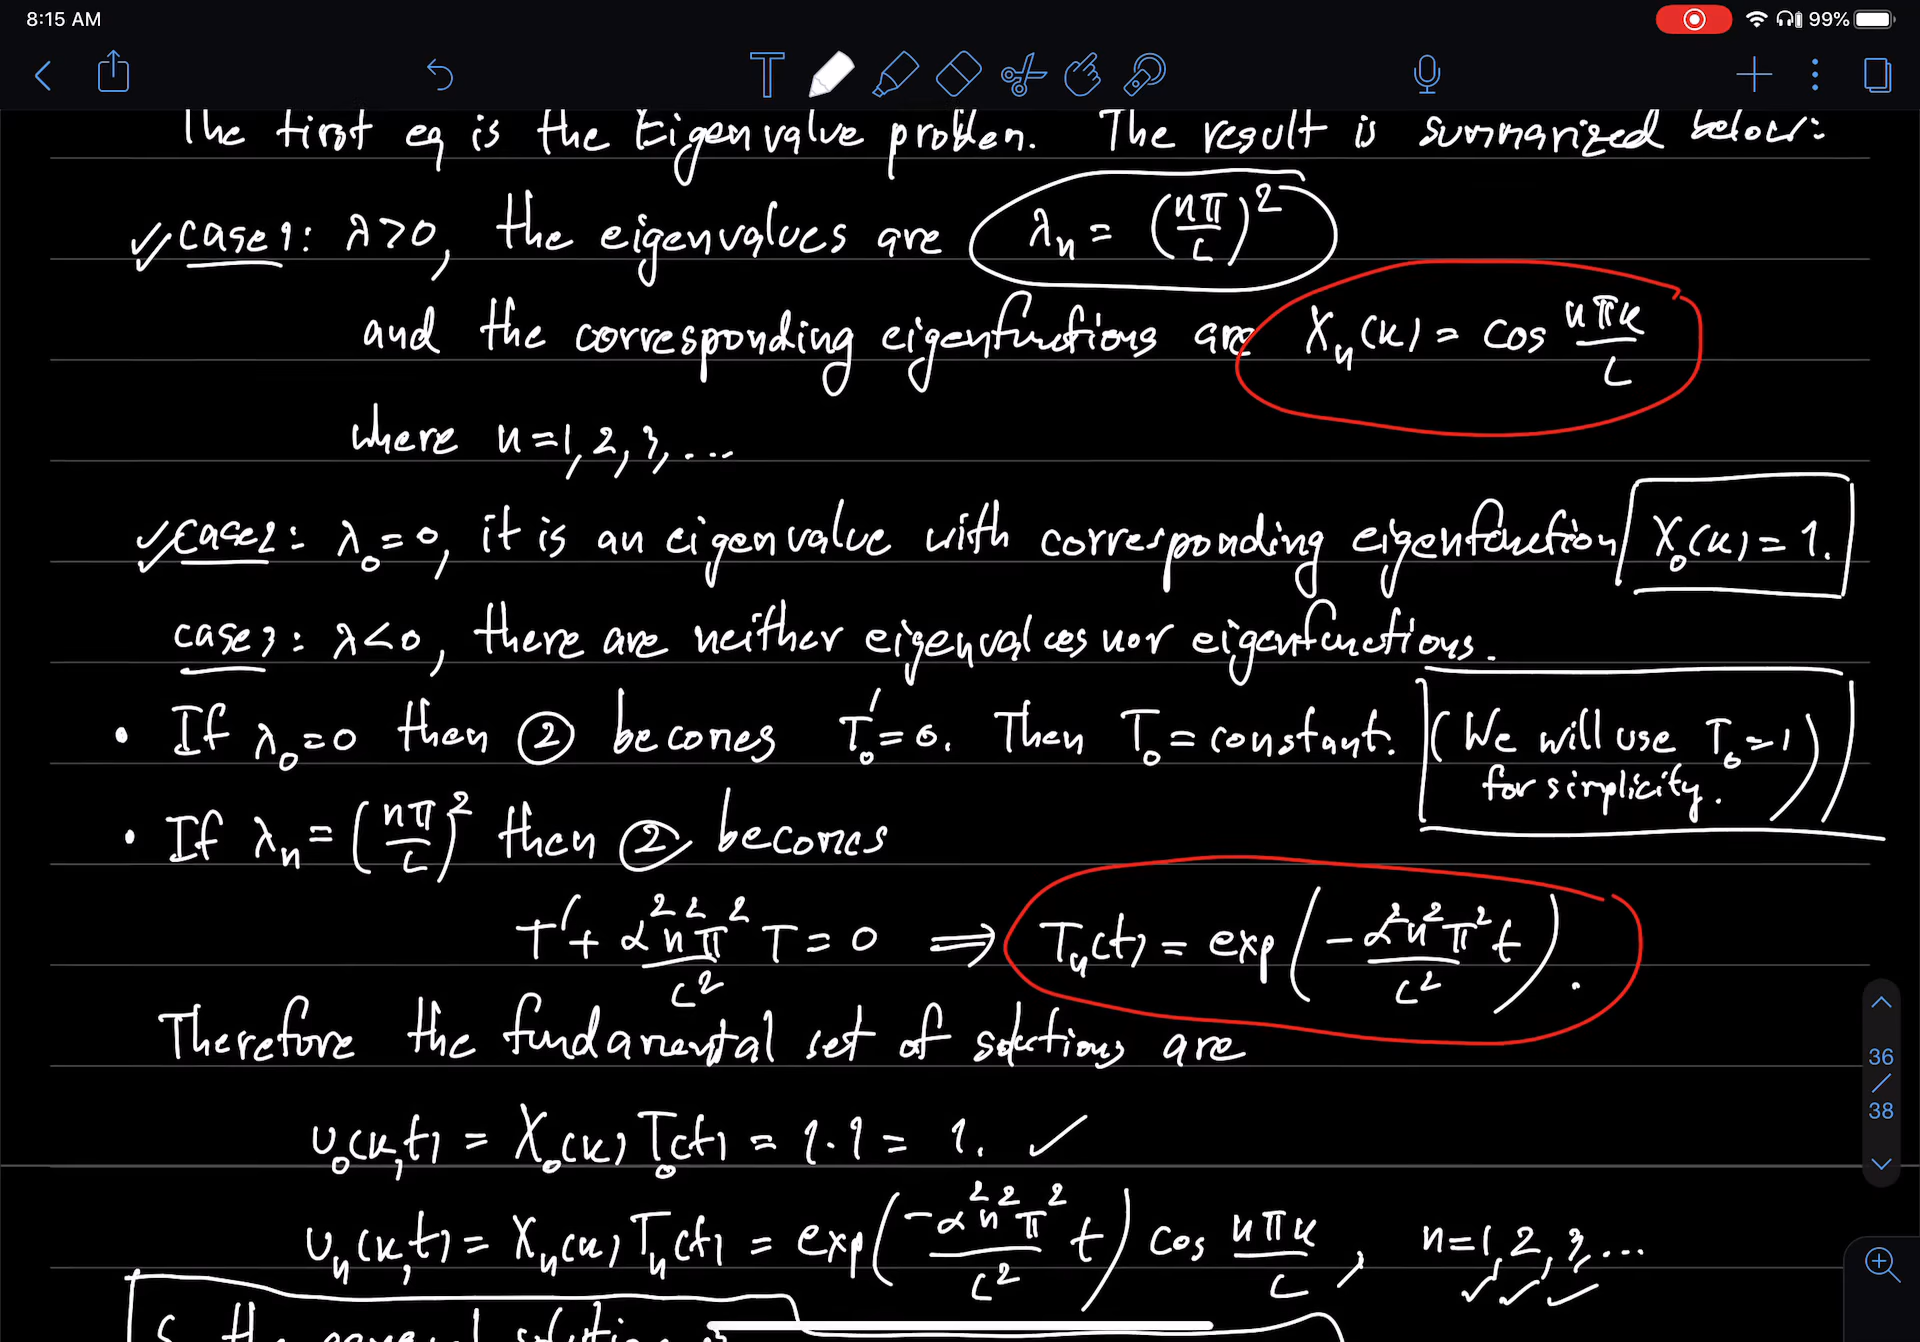 8:15 AM
99%
The first eq is the Eigenvalue problem. The result is summarized below:
✓ case 1: λ>0, the eigenvalues are λₙ = (nπ/L)²
and the corresponding eigenfunctions are Xₙ(x) = cos nπx/L
where n=1, 2, 3, ...
✓ case 2: λ₀=0, it is an eigenvalue with corresponding eigenfunction X₀(x)=1.
case 3: λ<0, there are neither eigenvalues nor eigenfunctions.
• If λ₀=0 then ② becomes T₀'=0. Then T₀ = constant. (We will use T₀=1
for simplicity.)
• If λₙ = (nπ/L)² then ② becomes
T' + α²n²π²/L² T = 0 ⟹ Tₙ(t) = exp(-α²n²π²t/L²).
Therefore the fundamental set of solutions are
u₀(x,t) = X₀(x) T₀(t) = 1·1 = 1. ✓
uₙ(x,t) = Xₙ(x) Tₙ(t) = exp(-α²n²π²/L² t) cos nπx/L, n=1, 2, 3, ...
✓ ✓ ✓
So the general solution is
36
/
38